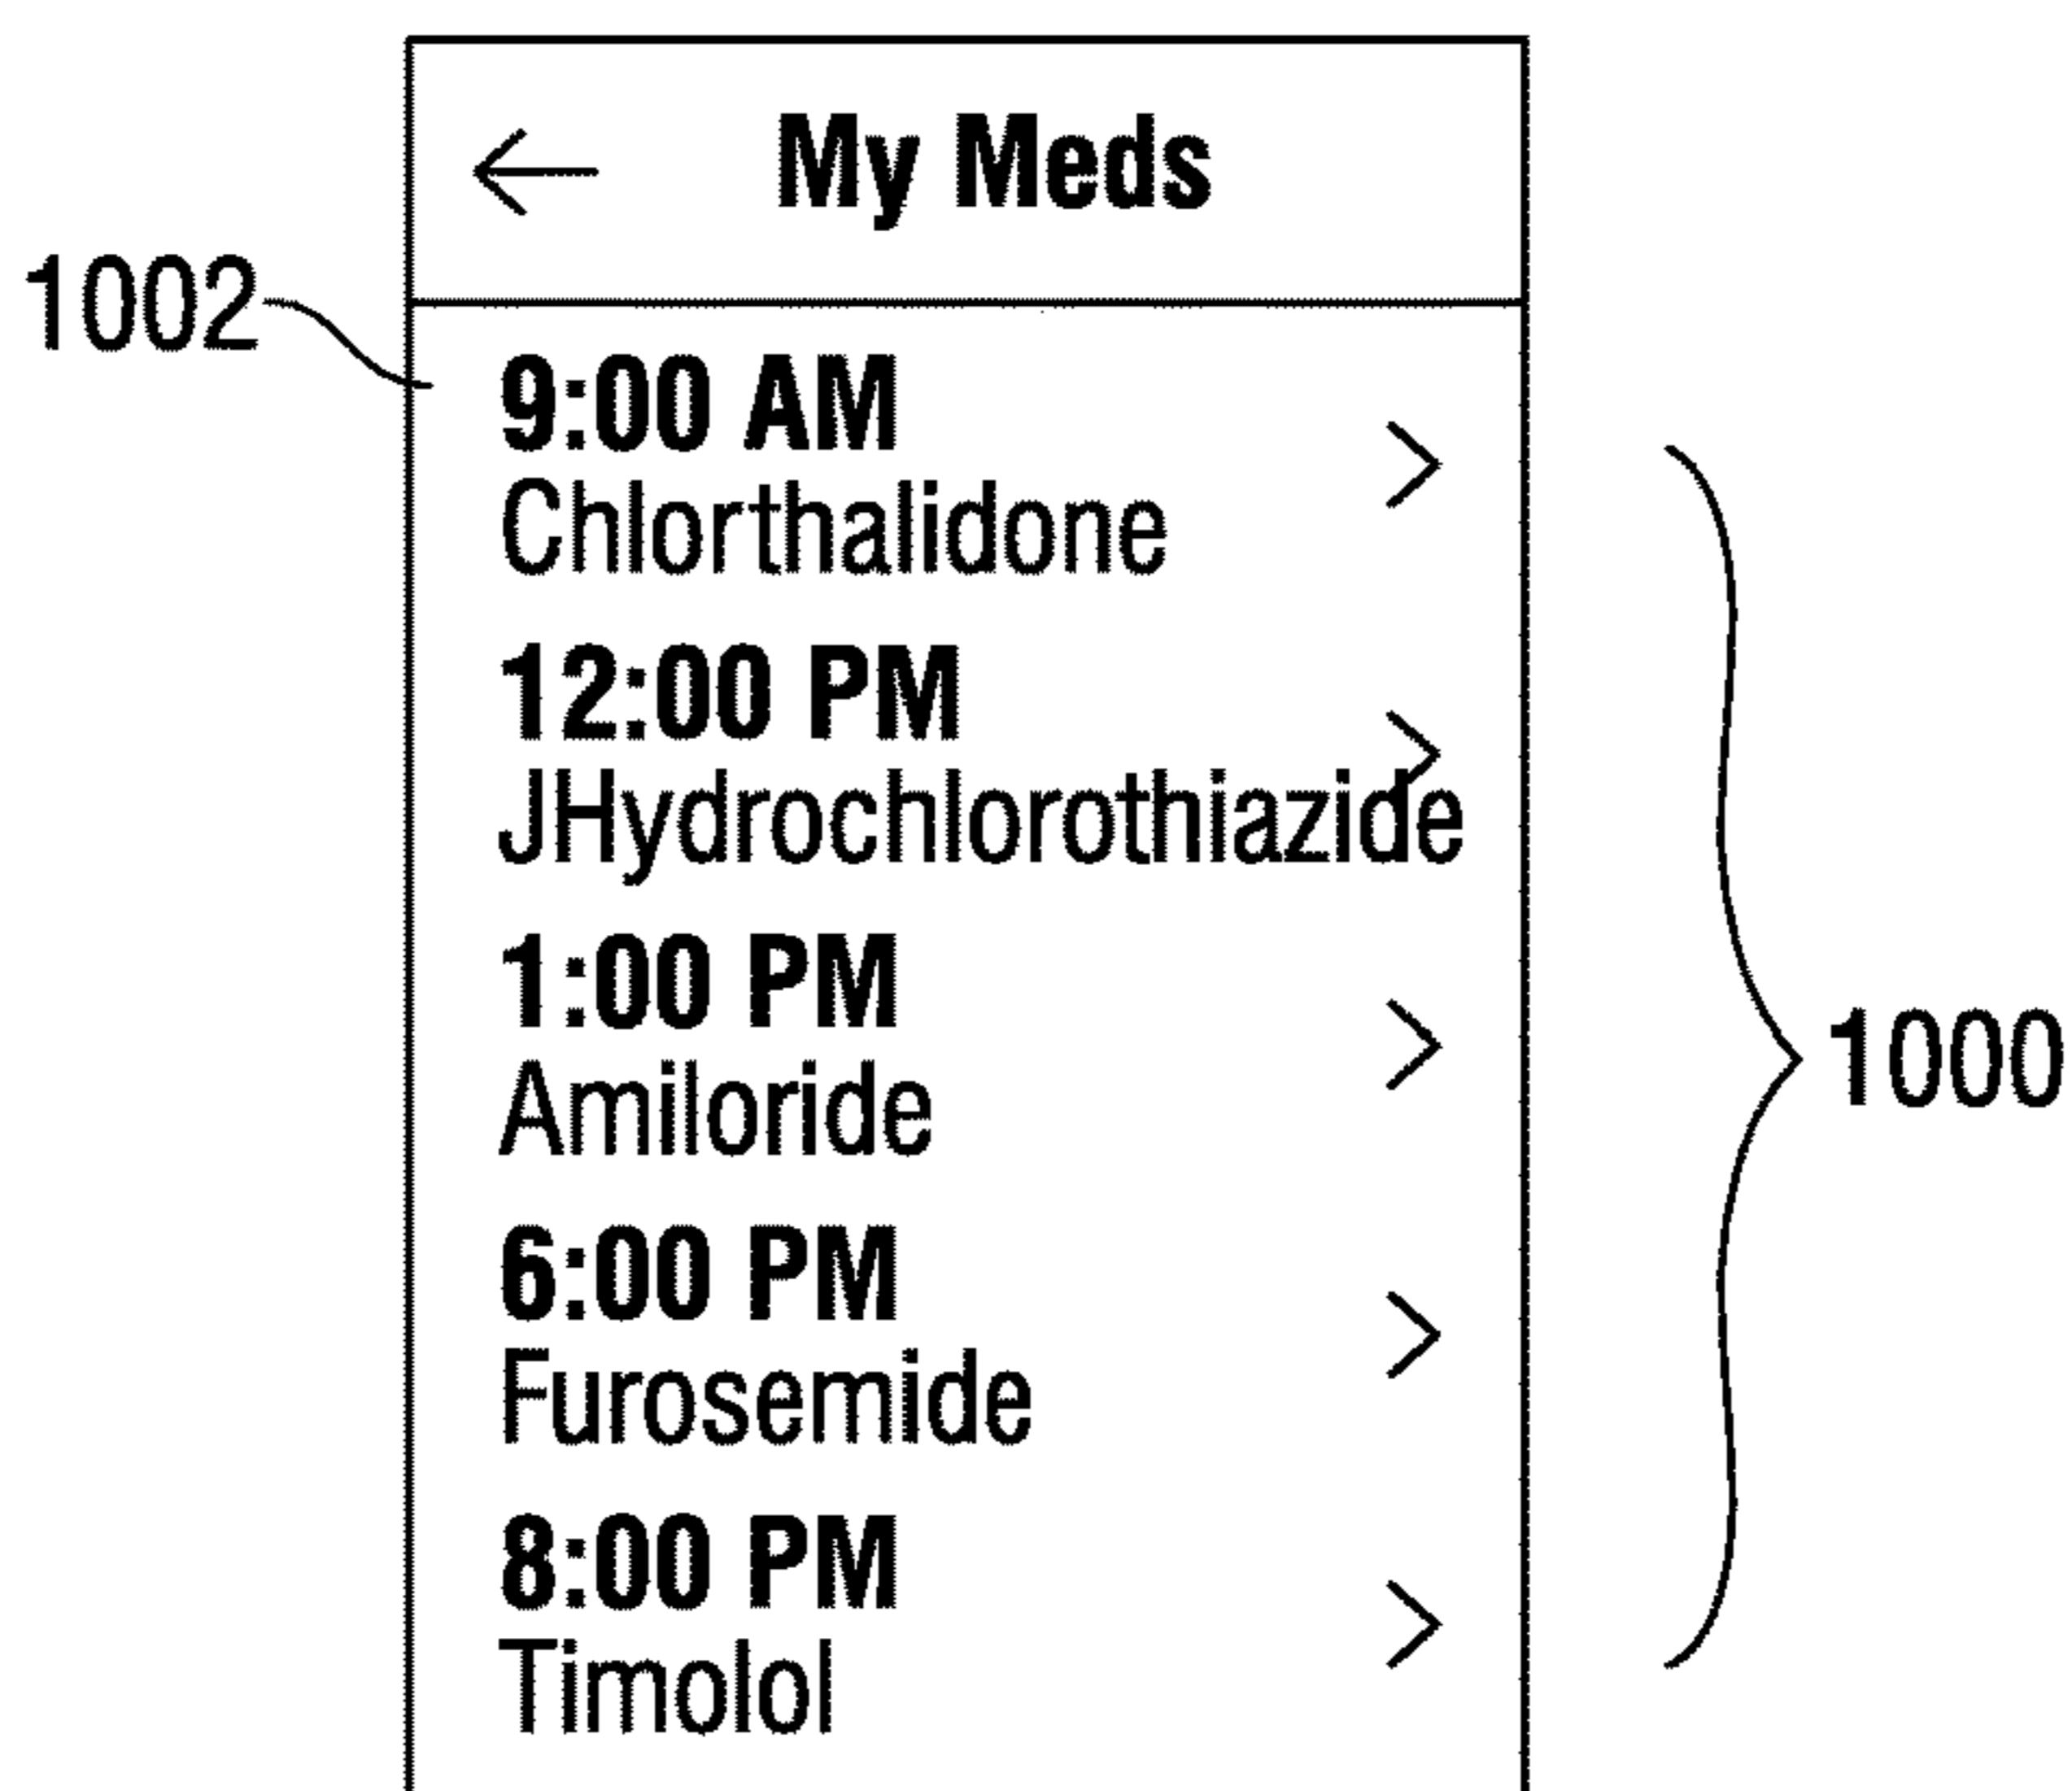 My Meds
1002
9:00 AM
Chlorthalidone
12:00 PM
JHydrochlorothiazide
1:00 PM
Amiloride
1000
6:00 PM
Furosemide
8:00 PM
Timolol